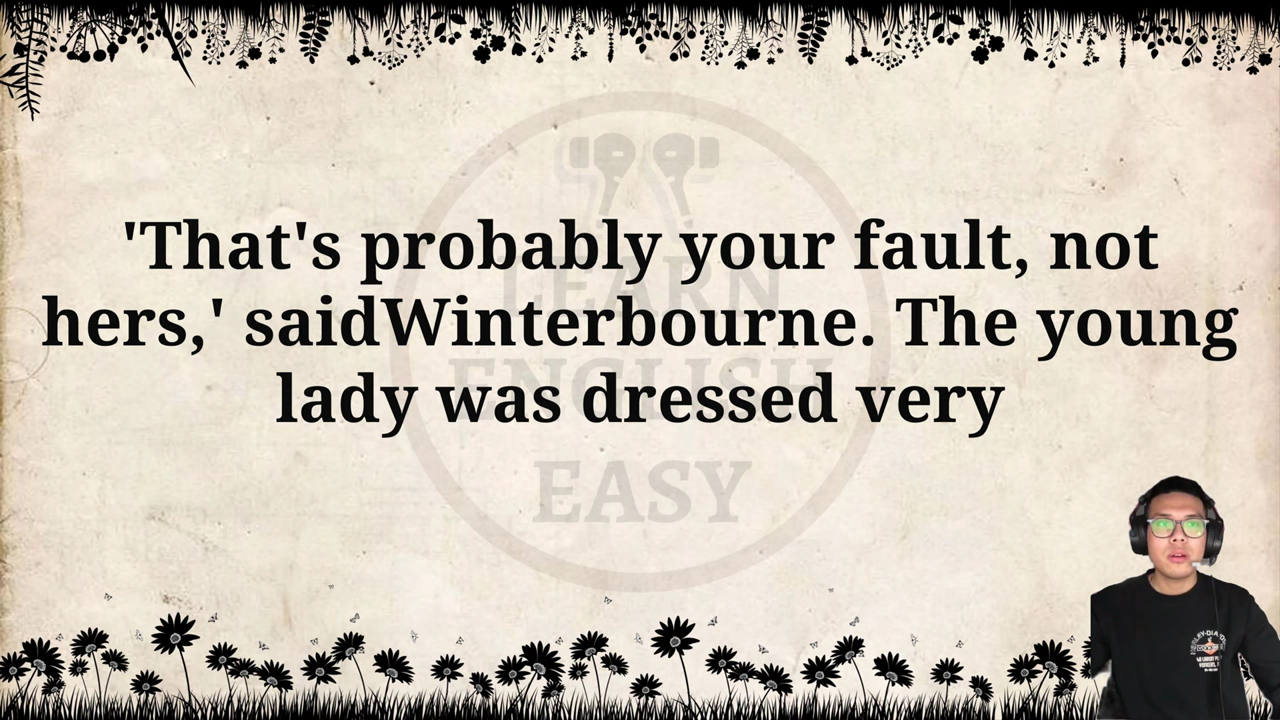 'That's probably your fault, not
hers,' saidWinterbourne. The young
lady was dressed very
LEARN
ENGLISH
EASY